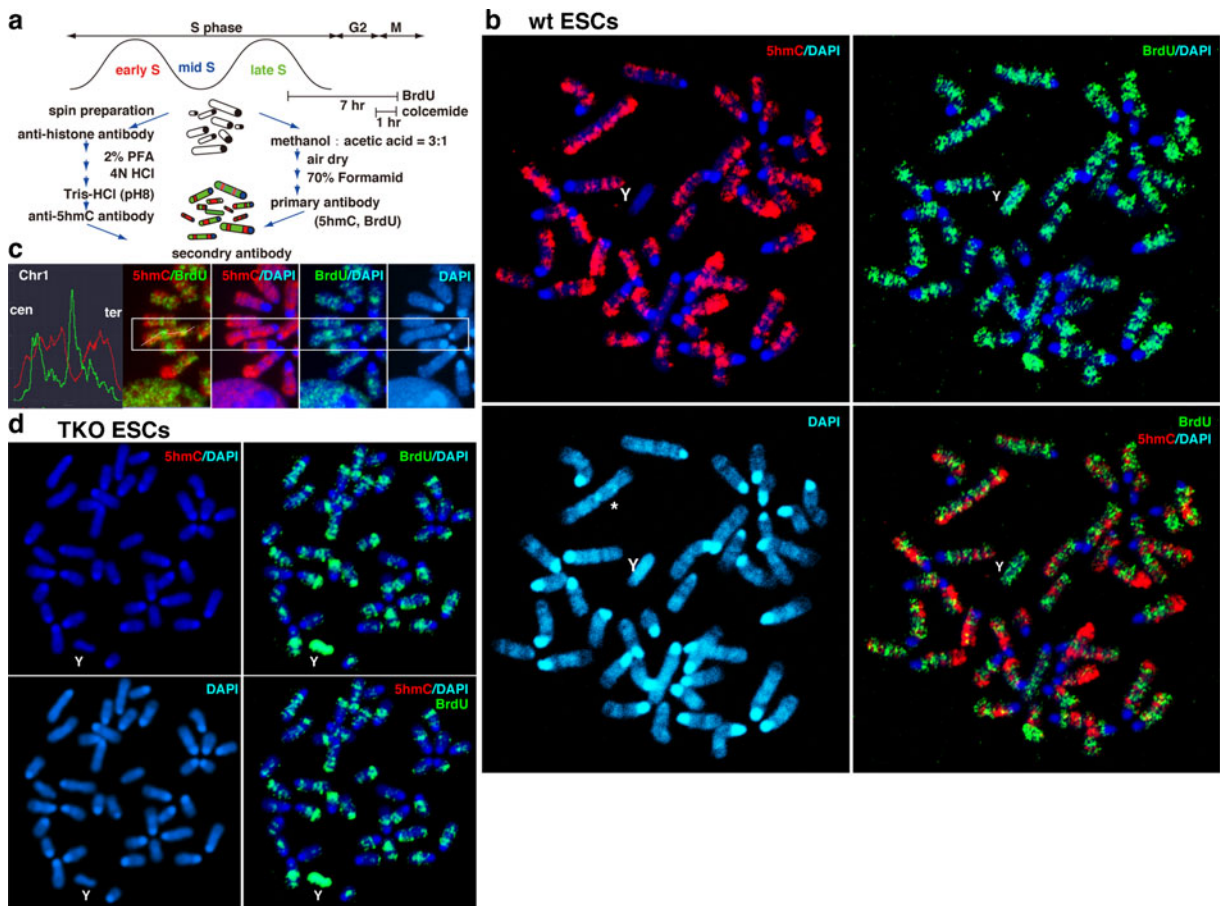 a
S phase
G2
M
early S
mid S
late S
BrdU
7 hr
colcemide
1 hr
spin preparation
anti-histone antibody
2% PFA
4N HCl
Tris-HCl (pH8)
anti-5hmC antibody
methanol : acetic acid = 3:1
air dry
70% Formamid
primary antibody
(5hmC, BrdU)
secondry antibody
b wt ESCs
5hmC/DAPI
Y
BrdU/DAPI
Y
DAPI
*
Y
BrdU
5hmC/DAPI
Y
c
Chr1
cen
ter
5hmC/BrdU
5hmC/DAPI
BrdU/DAPI
DAPI
d TKO ESCs
5hmC/DAPI
Y
BrdU/DAPI
Y
DAPI
Y
5hmC/DAPI
BrdU
Y